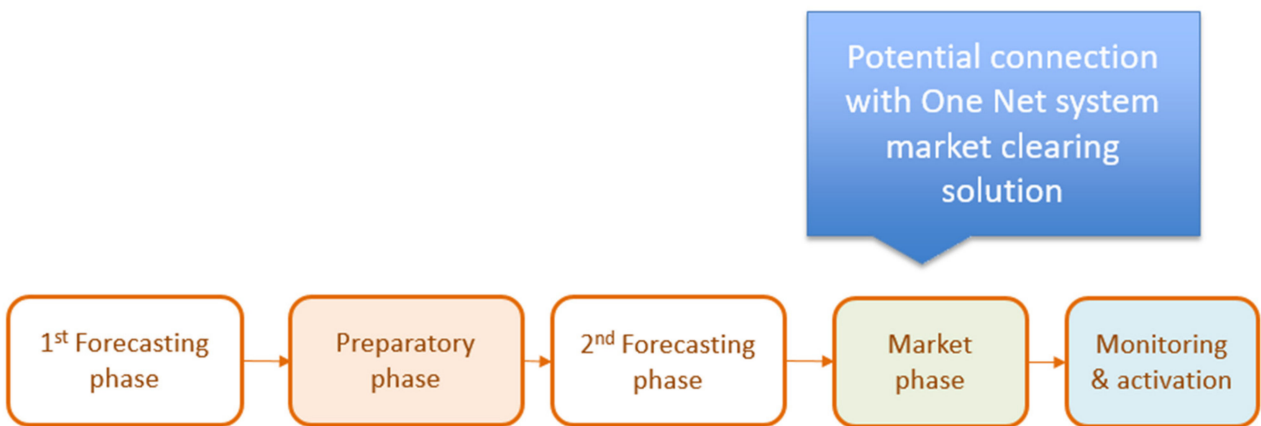 Potential connection
with One Net system
market clearing
solution
1st Forecasting
phase
Preparatory
phase
2nd Forecasting
phase
Market
phase
Monitoring
& activation